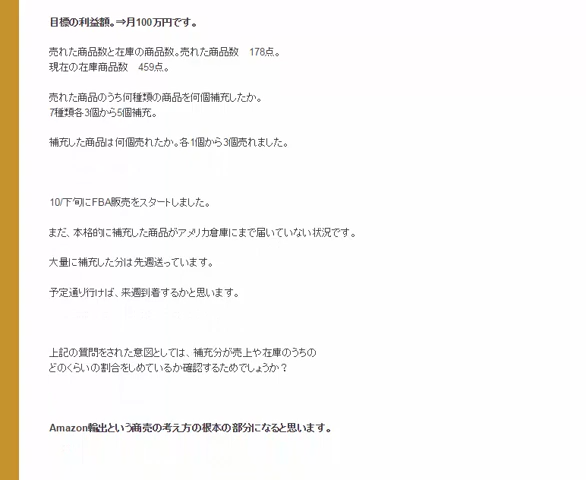 目標の利益額。⇒月100万円です。
売れた商品数と在庫の商品数。売れた商品数　178点。
現在の在庫商品数　459点。
売れた商品のうち何種類の商品を何個補充したか。
7種類各3個から5個補充。
補充した商品は何個売れたか。各1個から3個売れました。
10/下旬にFBA販売をスタートしました。
まだ、本格的に補充した商品がアメリカ倉庫にまで届いていない状況です。
大量に補充した分は先週送っています。
予定通り行けば、来週到着するかと思います。
上記の質問をされた意図としては、補充分が売上や在庫のうちの
どのくらいの割合をしめているか確認するためでしょうか？
Amazon輸出という商売の考え方の根本の部分になると思います。